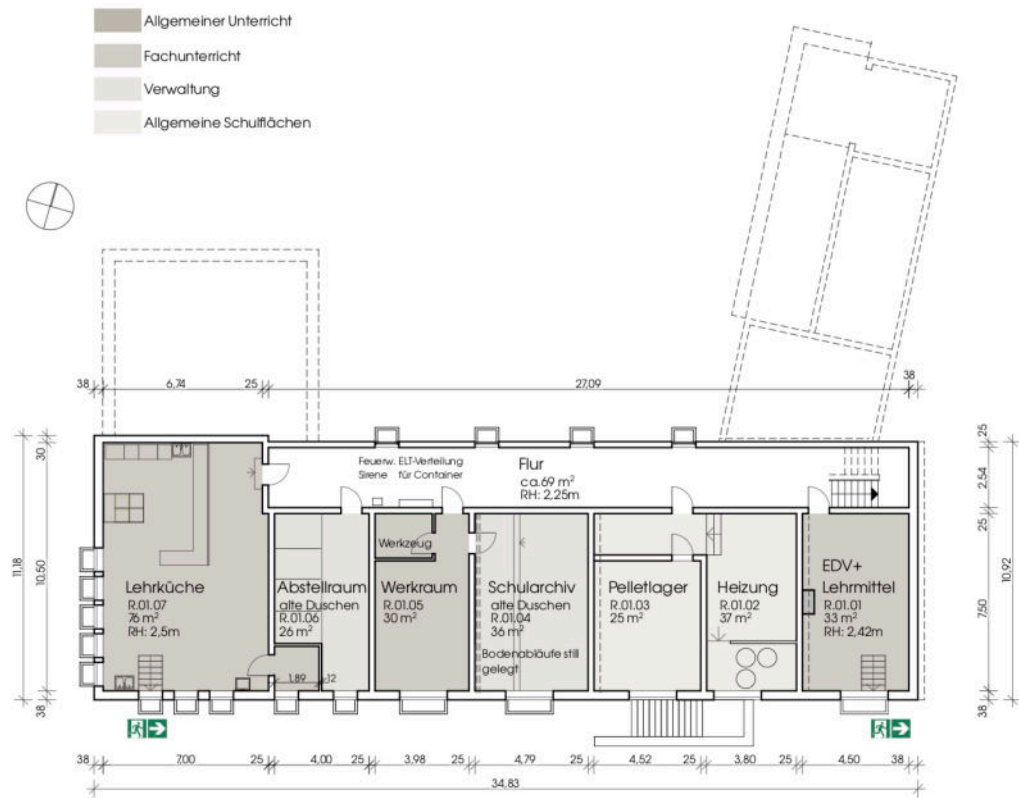 Allgemeiner Unterricht
Fachunterricht
Verwaltung
Allgemeine Schulflächen
38
6,74
25
27,09
38
11,18
30
10,50
38
25
2,54
25
7,50
38
10,92
Feuerw. ELT-Verteilung
Sirene für Container
Flur
ca.69 m²
RH: 2,25m
Werkzeug
Lehrküche
R.01.07
76 m²
RH: 2,5m
Abstellraum
alte Duschen
R.01.06
26 m²
1,89
12
Werkraum
R.01.05
30 m²
Schularchiv
alte Duschen
R.01.04
36 m²
Bodenabläufe still
gelegt
Pelletlager
R.01.03
25 m²
Heizung
R.01.02
37 m²
EDV+
Lehrmittel
R.01.01
33 m²
RH: 2,42m
38
7,00
25
4,00
25
3,98
25
4,79
25
4,52
25
3,80
25
4,50
38
34,83